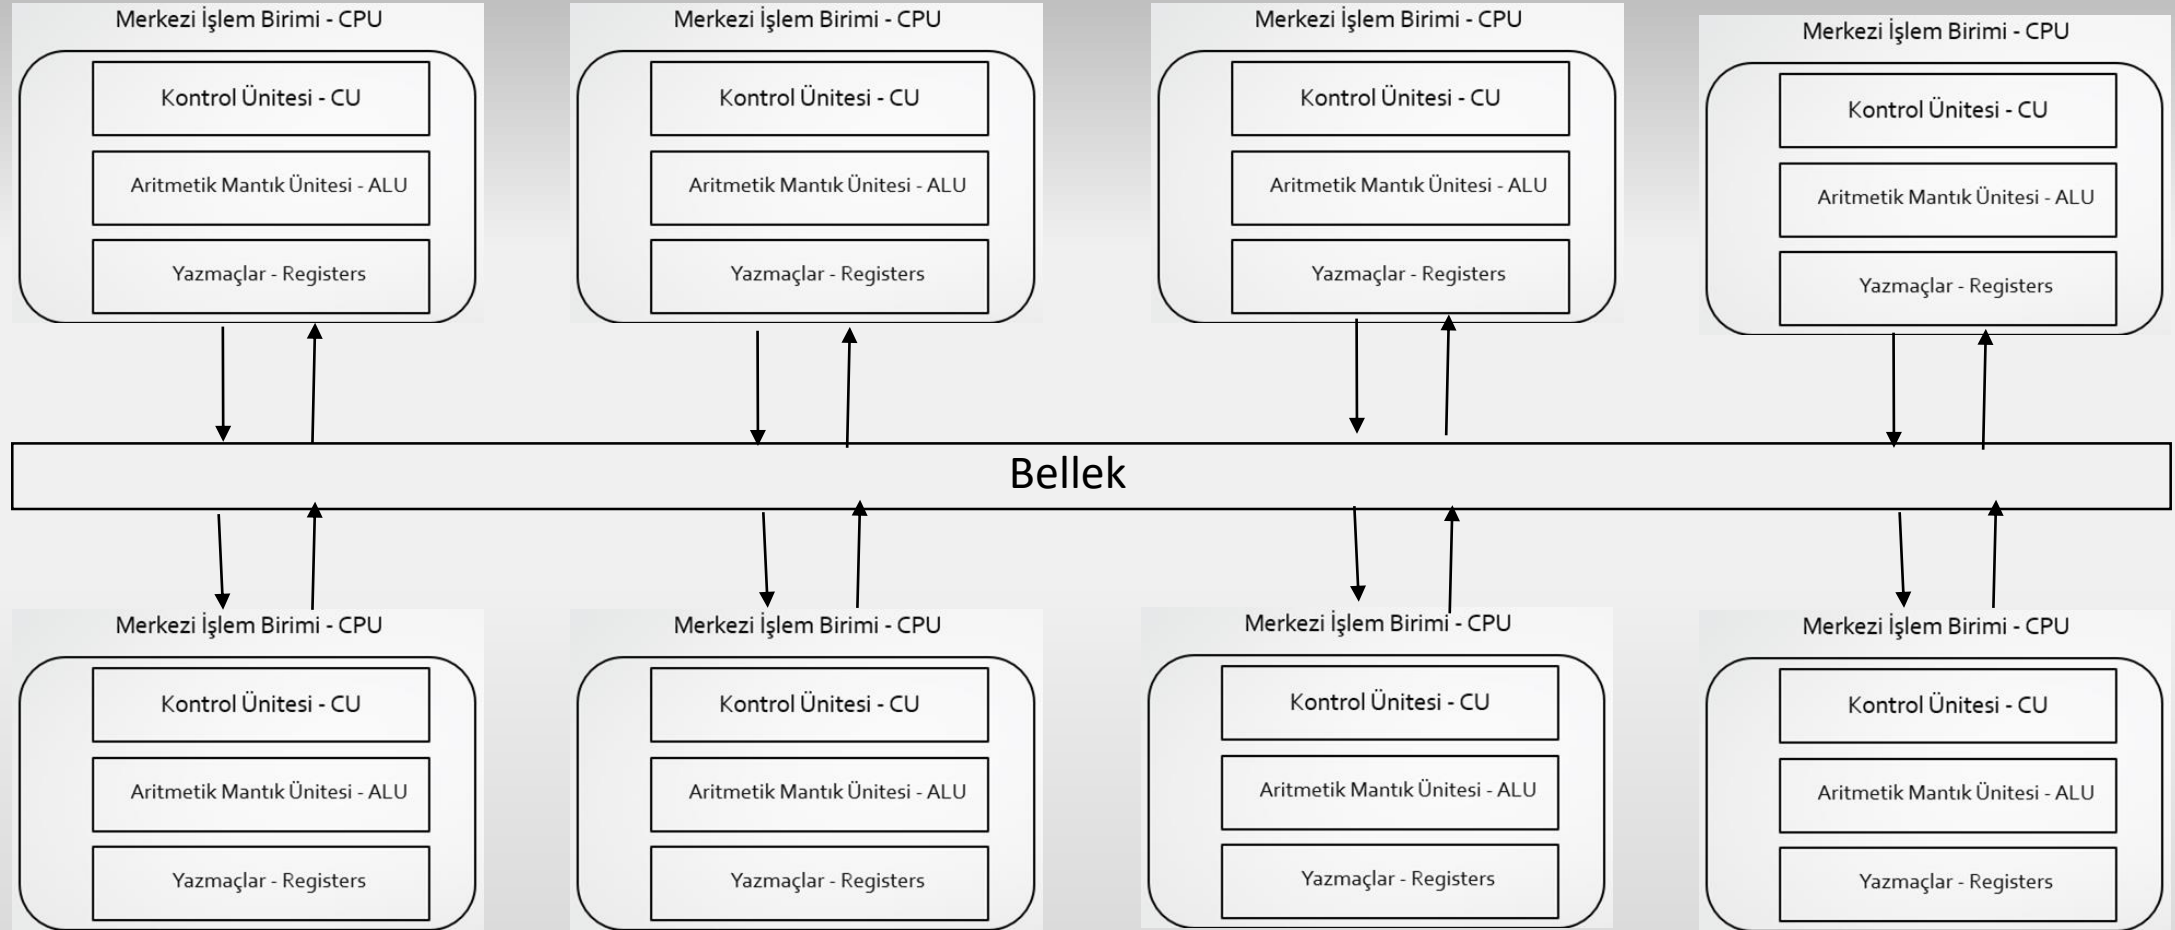 Merkezi İşlem Birimi - CPU
Kontrol Ünitesi - CU
Aritmetik Mantık Ünitesi - ALU
Yazmaçlar - Registers
Merkezi İşlem Birimi - CPU
Kontrol Ünitesi - CU
Aritmetik Mantık Ünitesi - ALU
Yazmaçlar - Registers
Merkezi İşlem Birimi - CPU
Kontrol Ünitesi - CU
Aritmetik Mantık Ünitesi - ALU
Yazmaçlar - Registers
Merkezi İşlem Birimi - CPU
Kontrol Ünitesi - CU
Aritmetik Mantık Ünitesi - ALU
Yazmaçlar - Registers
Bellek
Merkezi İşlem Birimi - CPU
Kontrol Ünitesi - CU
Aritmetik Mantık Ünitesi - ALU
Yazmaçlar - Registers
Merkezi İşlem Birimi - CPU
Kontrol Ünitesi - CU
Aritmetik Mantık Ünitesi - ALU
Yazmaçlar - Registers
Merkezi İşlem Birimi - CPU
Kontrol Ünitesi - CU
Aritmetik Mantık Ünitesi - ALU
Yazmaçlar - Registers
Merkezi İşlem Birimi - CPU
Kontrol Ünitesi - CU
Aritmetik Mantık Ünitesi - ALU
Yazmaçlar - Registers